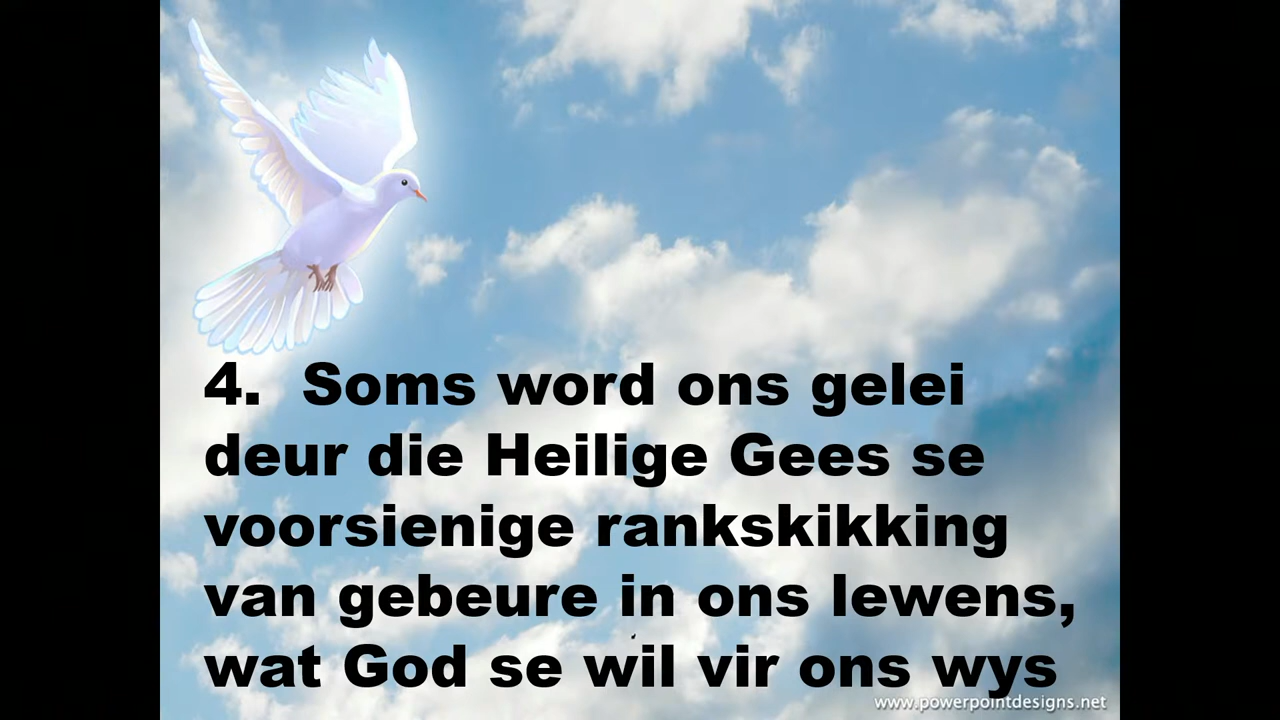 4.  Soms word ons gelei
deur die Heilige Gees se
voorsienige rankskikking
van gebeure in ons lewens,
wat God se wil vir ons wys
www.powerpointdesigns.net